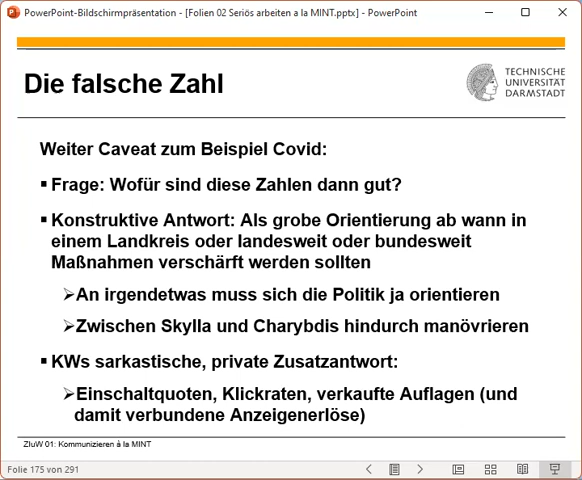 PowerPoint-Bildschirmpräsentation - [Folien 02 Seriös arbeiten a la MINT.pptx] - PowerPoint
Die falsche Zahl
TECHNISCHE
UNIVERSITÄT
DARMSTADT
Weiter Caveat zum Beispiel Covid:
▪ Frage: Wofür sind diese Zahlen dann gut?
▪ Konstruktive Antwort: Als grobe Orientierung ab wann in
einem Landkreis oder landesweit oder bundesweit
Maßnahmen verschärft werden sollten
➢An irgendetwas muss sich die Politik ja orientieren
➢Zwischen Skylla und Charybdis hindurch manövrieren
▪ KWs sarkastische, private Zusatzantwort:
➢Einschaltquoten, Klickraten, verkaufte Auflagen (und
damit verbundene Anzeigenerlöse)
ZIuW 01: Kommunizieren à la MINT
Folie 175 von 291